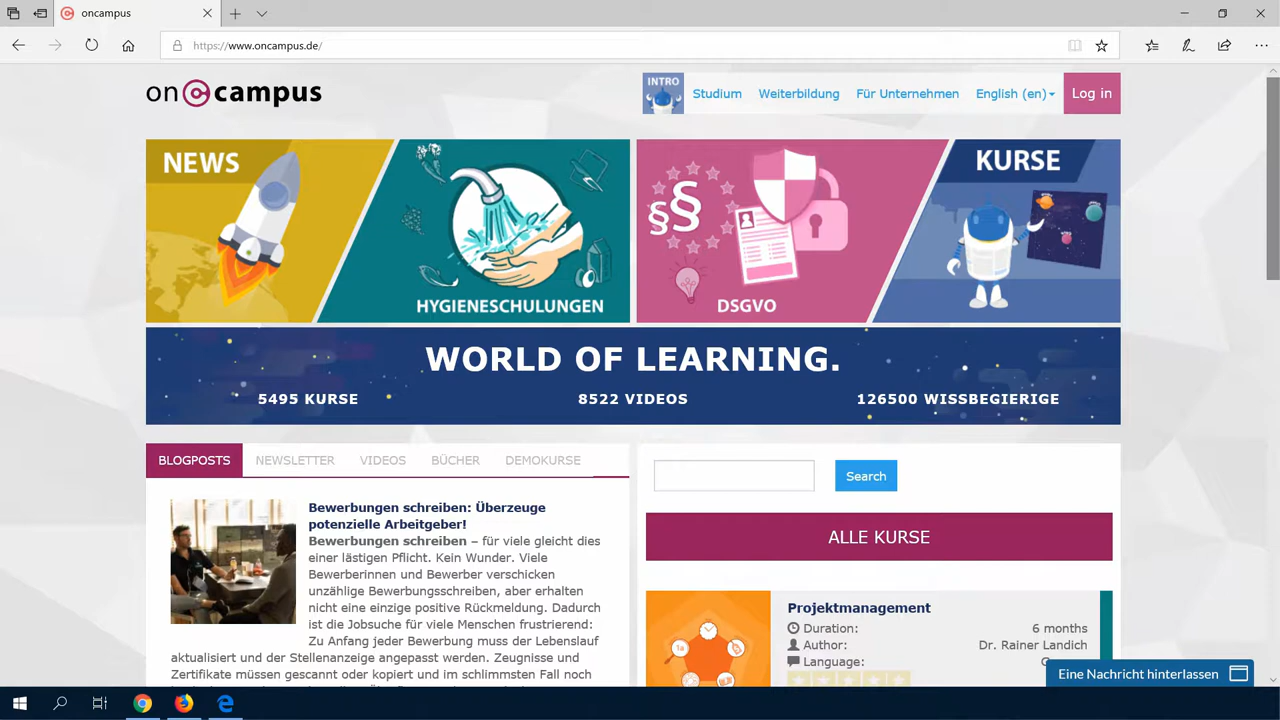 oncampus
https://www.oncampus.de/
on campus
INTRO
Studium
Weiterbildung
Für Unternehmen
English (en)
Log in
NEWS
HYGIENESCHULUNGEN
§§
DSGVO
KURSE
WORLD OF LEARNING.
5495 KURSE
8522 VIDEOS
126500 WISSBEGIERIGE
BLOGPOSTS
NEWSLETTER
VIDEOS
BÜCHER
DEMOKURSE
Bewerbungen schreiben: Überzeuge
potenzielle Arbeitgeber!
Bewerbungen schreiben – für viele gleicht dies
einer lästigen Pflicht. Kein Wunder. Viele
Bewerberinnen und Bewerber verschicken
unzählige Bewerbungsschreiben, aber erhalten
nicht eine einzige positive Rückmeldung. Dadurch
ist die Jobsuche für viele Menschen frustrierend:
Zu Anfang jeder Bewerbung muss der Lebenslauf
aktualisiert und der Stellenanzeige angepasst werden. Zeugnisse und
Zertifikate müssen gescannt oder kopiert und im schlimmsten Fall noch
Search
ALLE KURSE
Projektmanagement
Duration: 6 months
Author: Dr. Rainer Landich
Language:
Eine Nachricht hinterlassen